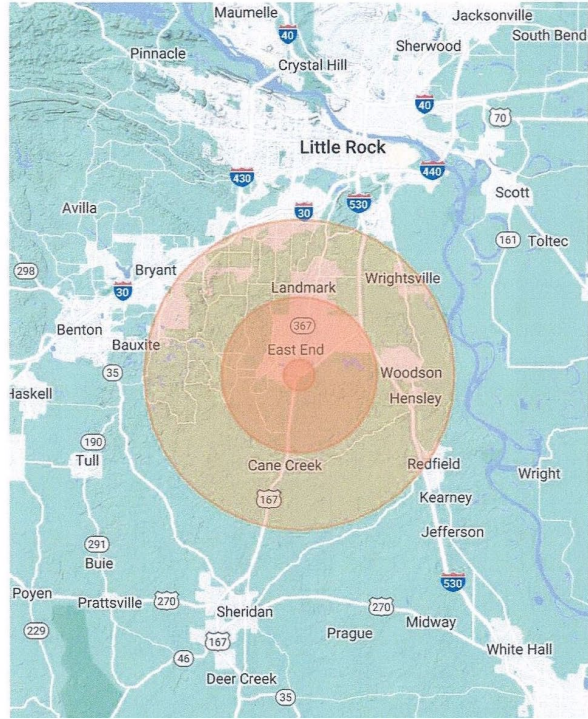 Maumelle
Jacksonville
40
Sherwood
South Bend
Pinnacle
Crystal Hill
40
70
Little Rock
430
440
Scott
Avilla
30
530
161
Toltec
298
Bryant
30
Landmark
Wrightsville
367
Benton
Bauxite
East End
Woodson
35
Hensley
Haskell
190
Tull
Cane Creek
Redfield
Wright
167
Kearney
Jefferson
291
Buie
530
Poyen
Prattsville
270
Sheridan
270
Midway
229
167
Prague
White Hall
46
Deer Creek
35